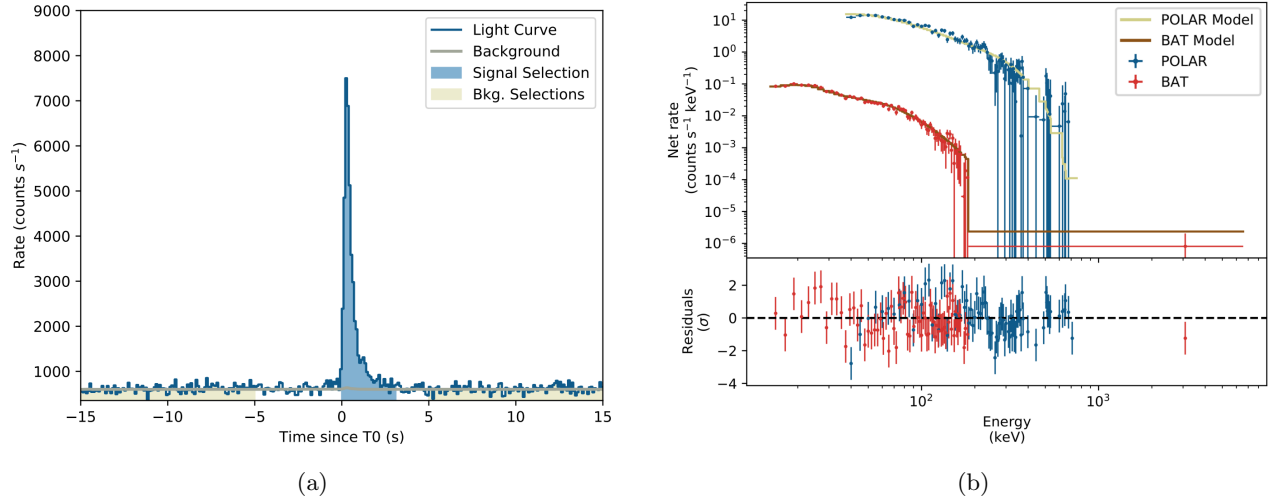 9000
8000
7000
6000
5000
4000
3000
2000
1000
Rate (counts s⁻¹)
−15
−10
−5
0
5
10
15
Time since T0 (s)
Light Curve
Background
Signal Selection
Bkg. Selections
(a)
10¹
10⁰
10⁻¹
10⁻²
10⁻³
10⁻⁴
10⁻⁵
10⁻⁶
Net rate
(counts s⁻¹ keV⁻¹)
POLAR Model
BAT Model
POLAR
BAT
2
0
−2
−4
Residuals
(σ)
10²
10³
Energy
(keV)
(b)